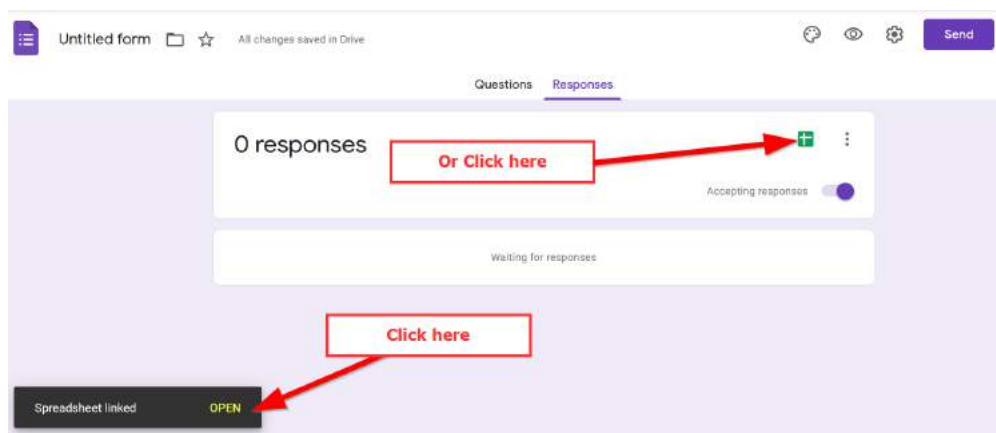 Untitled form
All changes saved in Drive
Send
Questions Responses
0 responses
Or Click here
Accepting responses
Waiting for responses
Click here
Spreadsheet linked OPEN